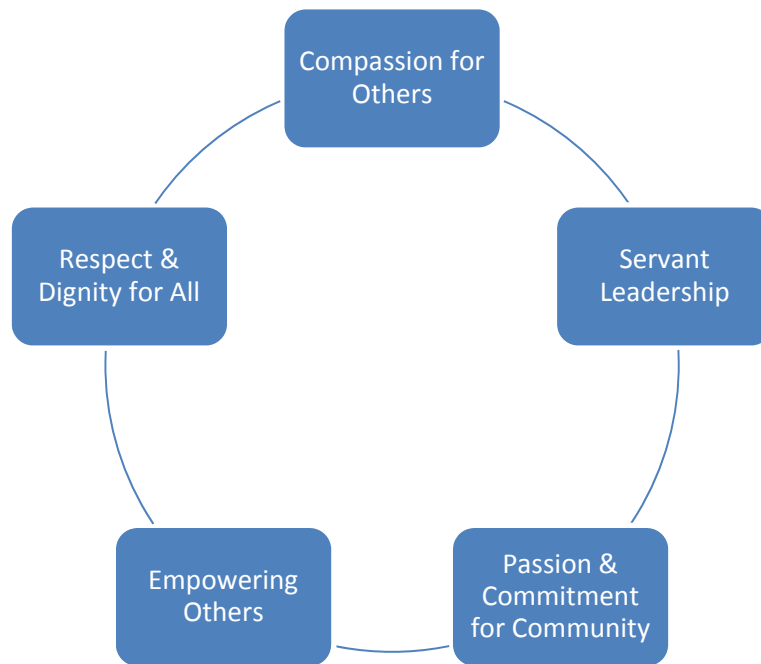 Compassion for
Others
Servant
Leadership
Passion &
Commitment
for Community
Empowering
Others
Respect &
Dignity for All